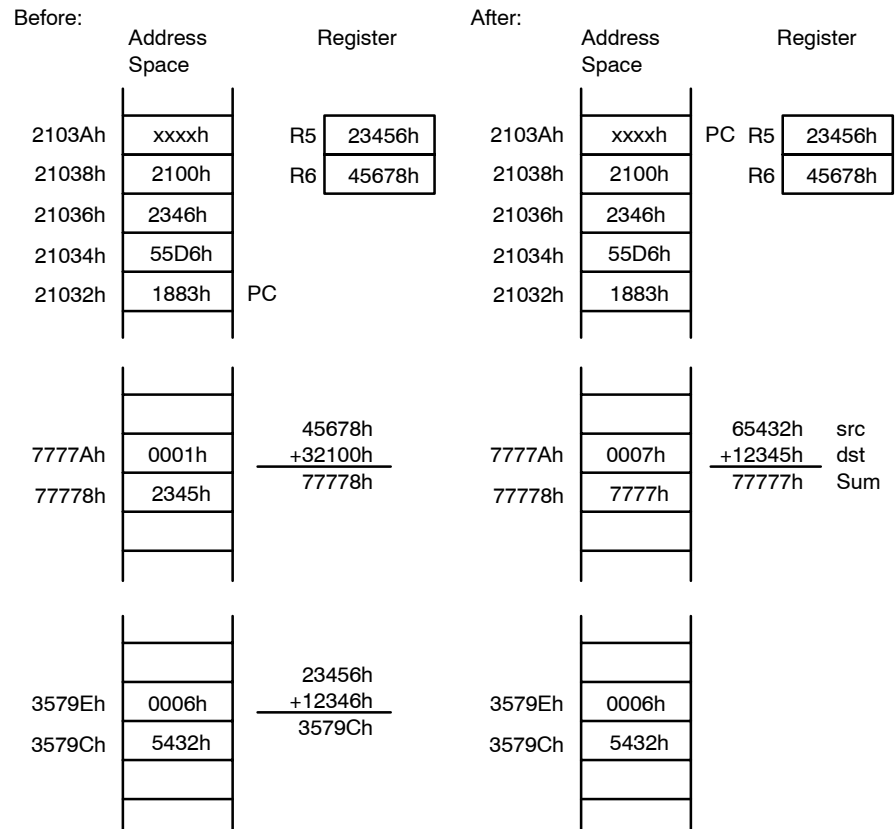 Before:
Address Space
Register
2103Ah xxxxh R5 23456h
21038h 2100h R6 45678h
21036h 2346h
21034h 55D6h
21032h 1883h PC
7777Ah 0001h
77778h 2345h
45678h
+32100h
77778h
3579Eh 0006h
3579Ch 5432h
23456h
+12346h
3579Ch
After:
Address Space
Register
2103Ah xxxxh PC R5 23456h
21038h 2100h R6 45678h
21036h 2346h
21034h 55D6h
21032h 1883h
7777Ah 0007h
77778h 7777h
65432h src
+12345h dst
77777h Sum
3579Eh 0006h
3579Ch 5432h